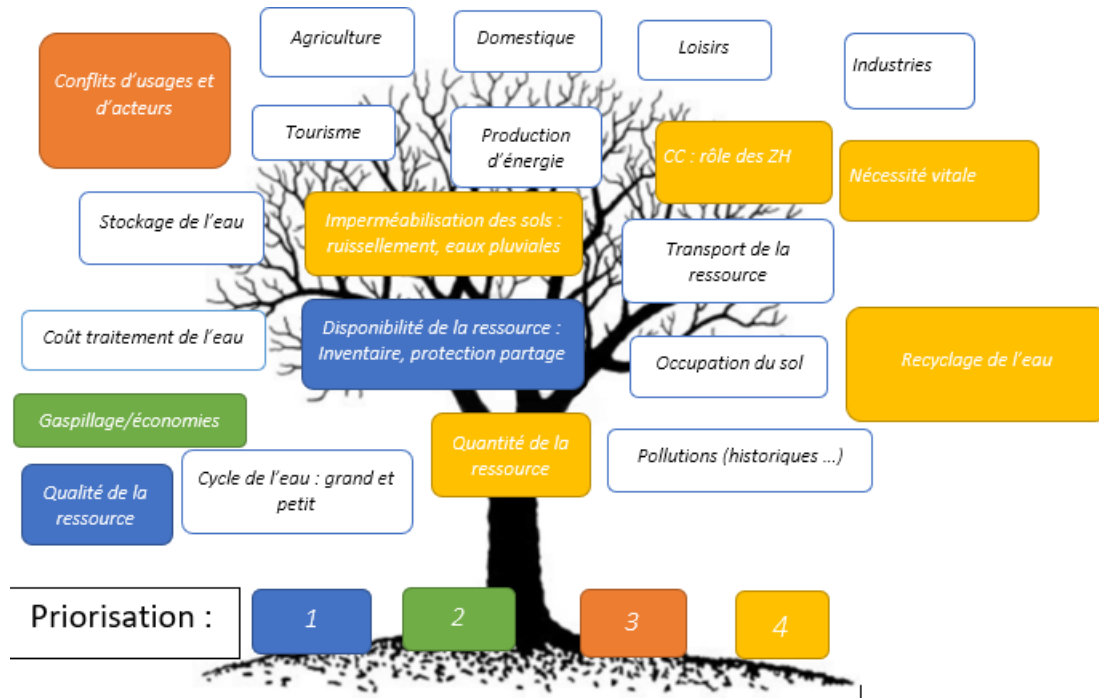 Agriculture
Domestique
Loisirs
Conflits d'usages et
d'acteurs
Industries
Tourisme
Production
d'énergie
CC : rôle des ZH
Nécessité vitale
Stockage de l'eau
Imperméabilisation des sols :
ruissellement, eaux pluviales
Transport de la
ressource
Coût traitement de l'eau
Disponibilité de la ressource :
Inventaire, protection partage
Occupation du sol
Recyclage de l'eau
Gaspillage/économies
Quantité de la
ressource
Pollutions (historiques ...)
Qualité de la
ressource
Cycle de l'eau : grand et
petit
Priorisation :
1
2
3
4